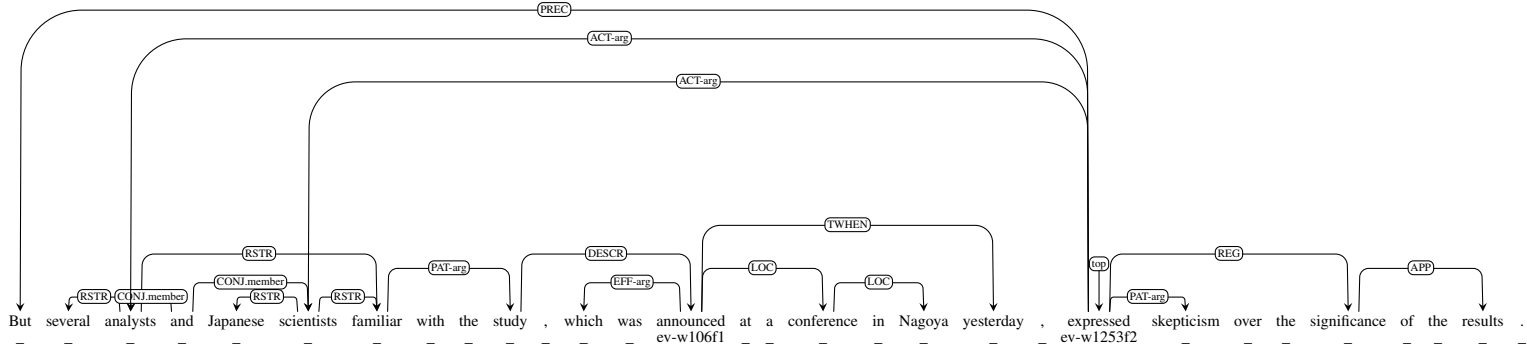 PREC
ACT-arg
ACT-arg
TWHEN
RSTR DESCR top REG
PAT-arg LOC APP
CONJ.member EFF-arg LOC
RSTR CONJ.member RSTR RSTR PAT-arg
But several analysts and Japanese scientists familiar with the study , which was announced at a conference in Nagoya yesterday , expressed skepticism over the significance of the results .
_ _ _ _ _ _ _ _ _ _ _ _ _ ev-w106f1 _ _ _ _ _ _ _ ev-w1253f2 _ _ _ _ _ _ _ _